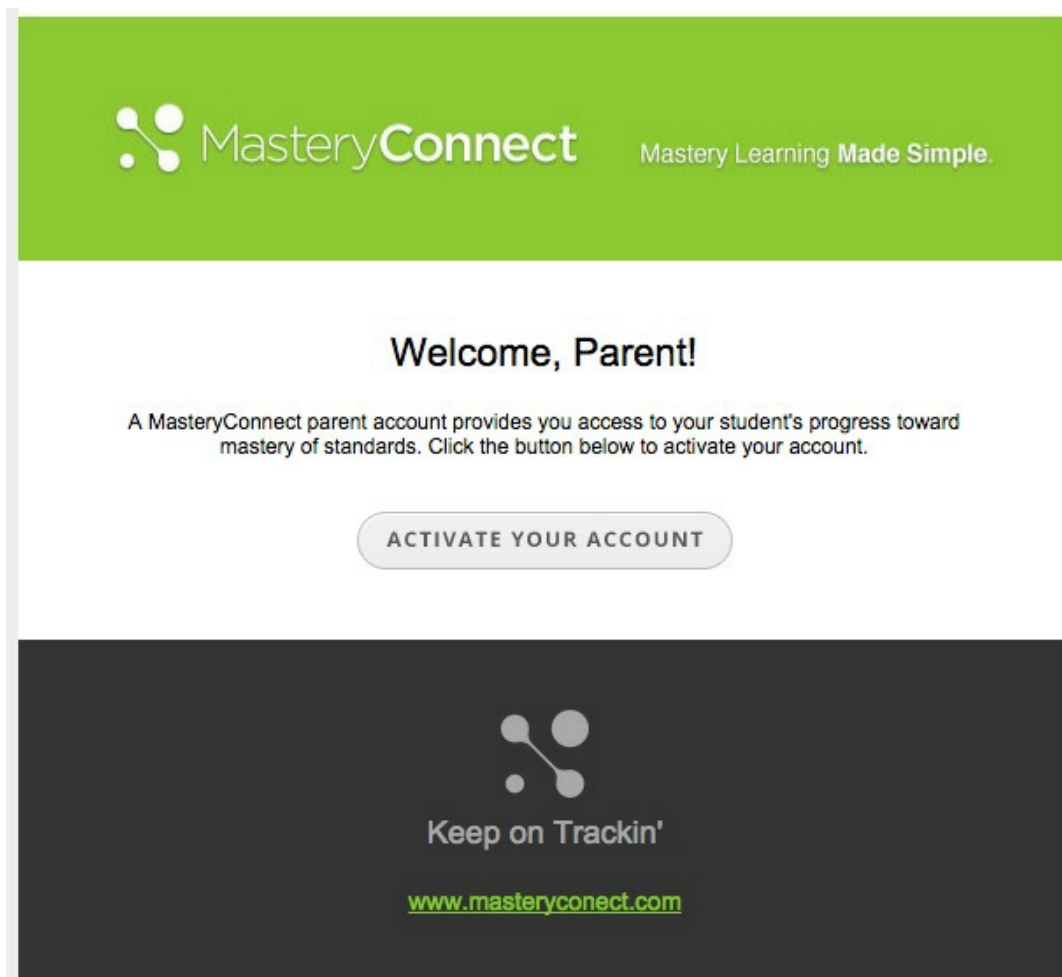 MasteryConnect Mastery Learning Made Simple.
Welcome, Parent!
A MasteryConnect parent account provides you access to your student's progress toward
mastery of standards. Click the button below to activate your account.
ACTIVATE YOUR ACCOUNT
Keep on Trackin'
www.masteryconect.com